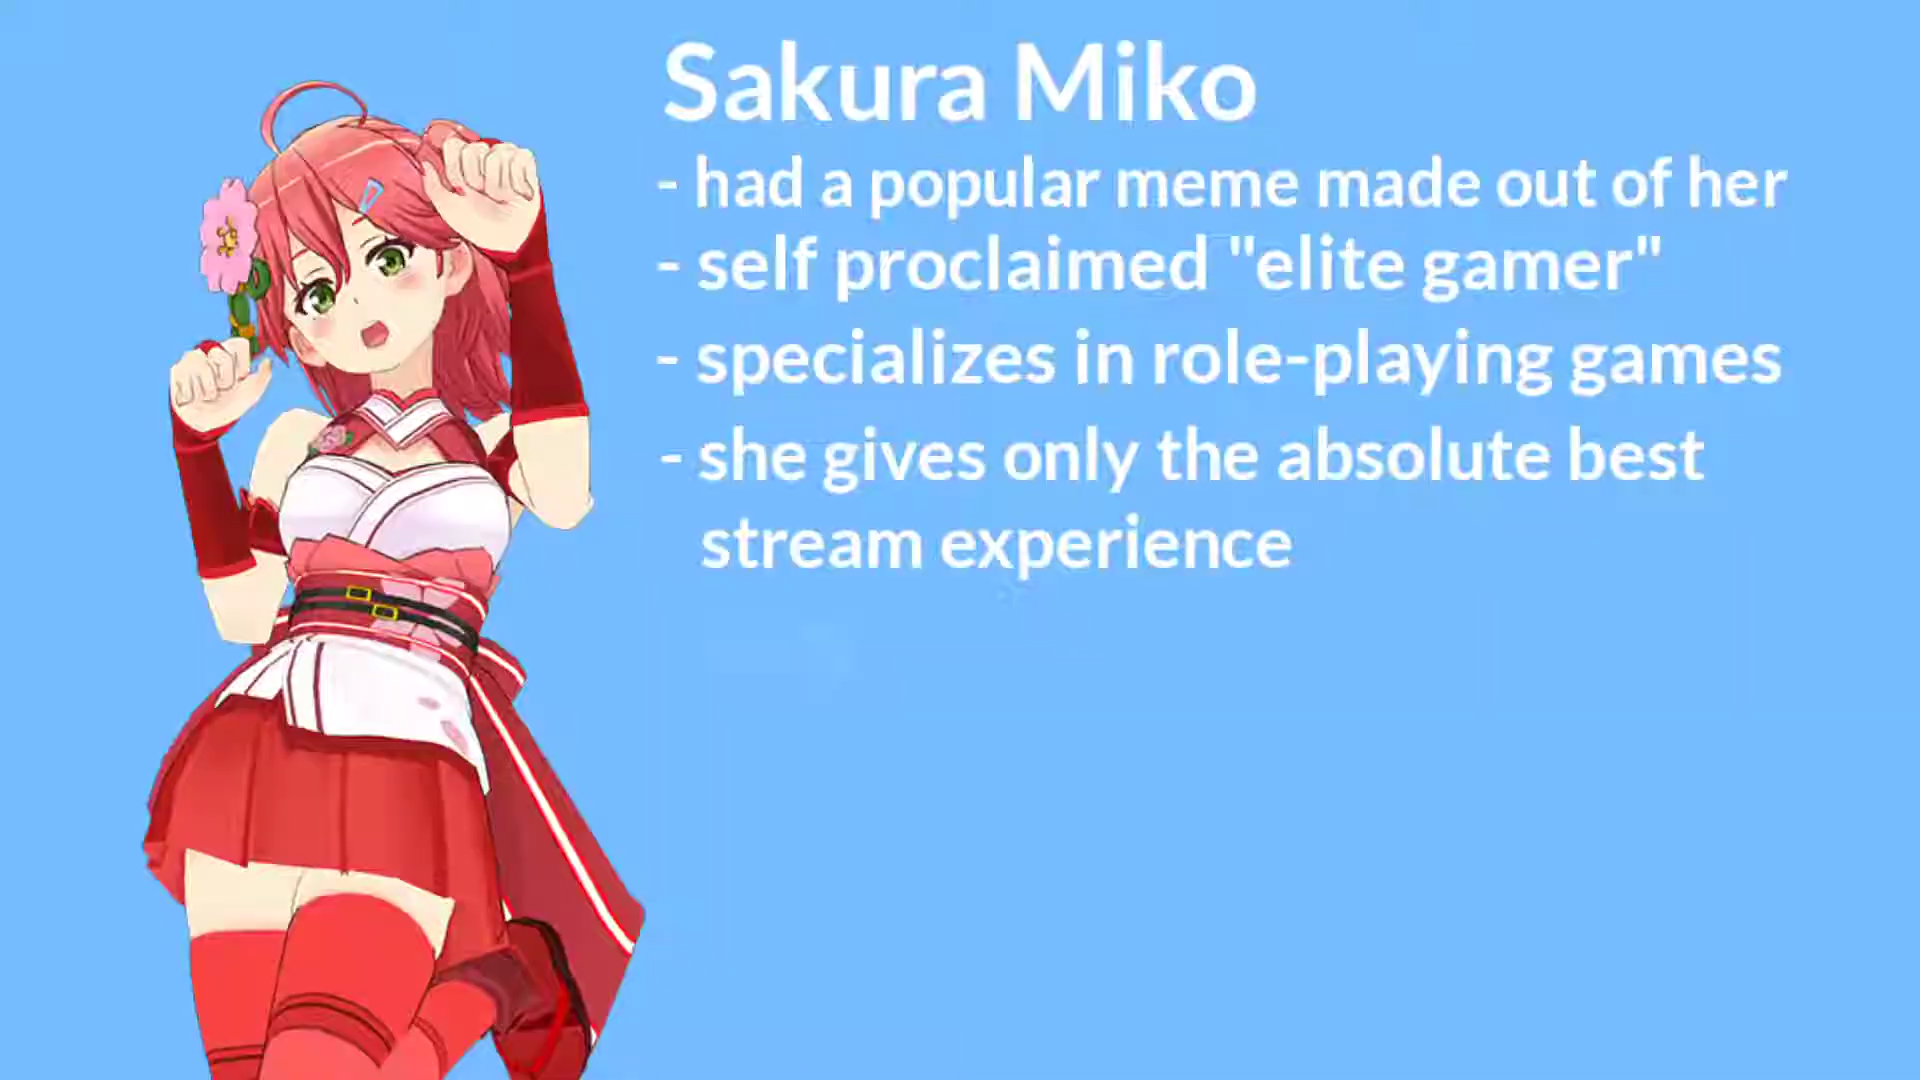 Sakura Miko
- had a popular meme made out of her
- self proclaimed "elite gamer"
- specializes in role-playing games
- she gives only the absolute best
stream experience